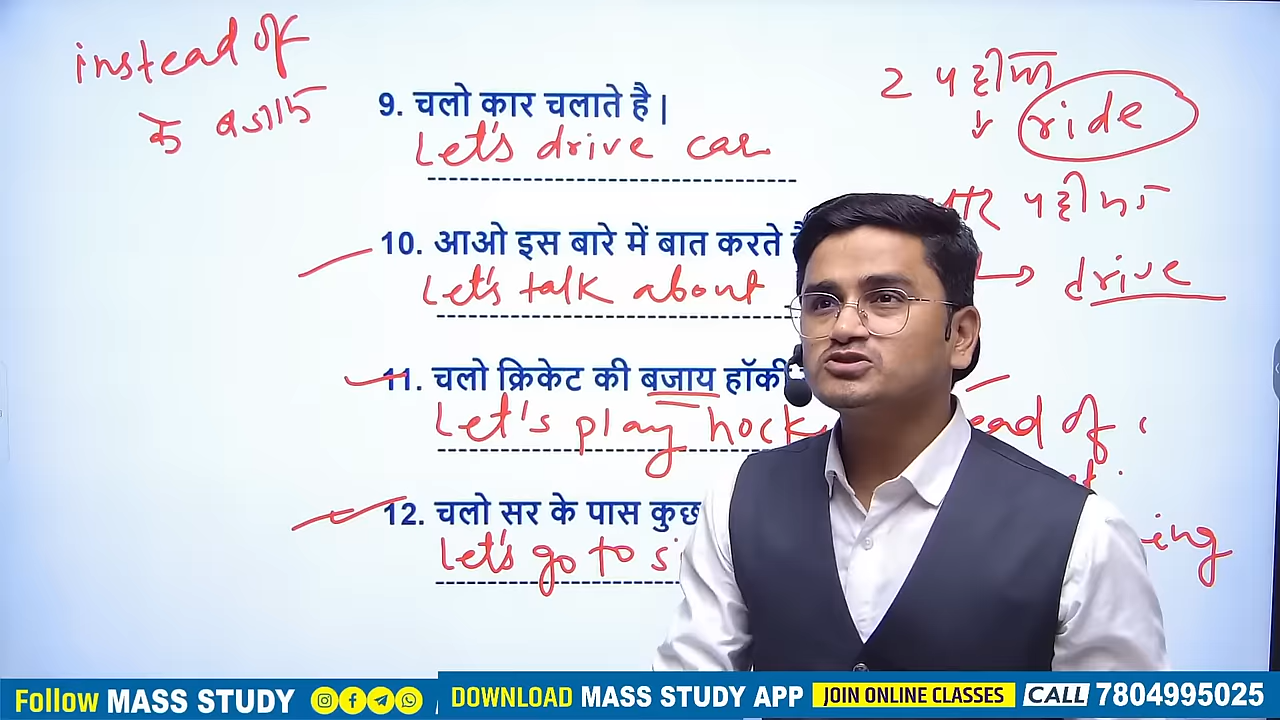 instead of
के बजाय
2 पहीया
ride
चार पहीया
drive
9. चलो कार चलाते है |
Let's drive car
10. आओ इस बारे में बात करते
Let's talk about
11. चलो क्रिकेट की बजाय हॉकी
Let's play hock ead of
12. चलो सर के पास कुछ
Let's go to s ing
Follow MASS STUDY DOWNLOAD MASS STUDY APP JOIN ONLINE CLASSES CALL 7804995025